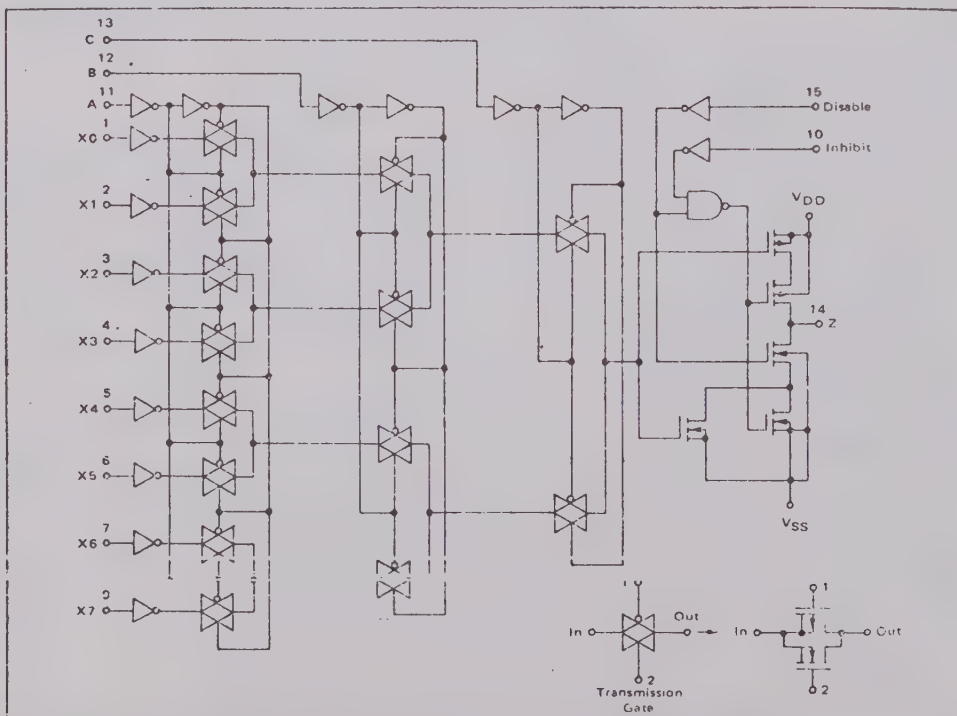 13
C
12
B
11
A
1
X0
2
X1
3
X2
4
X3
5
X4
6
X5
7
X6
X7
15
Disable
10
Inhibit
VDD
14
Z
VSS
1
In
Out
2
Transmission
Gate
1
In
Out
2